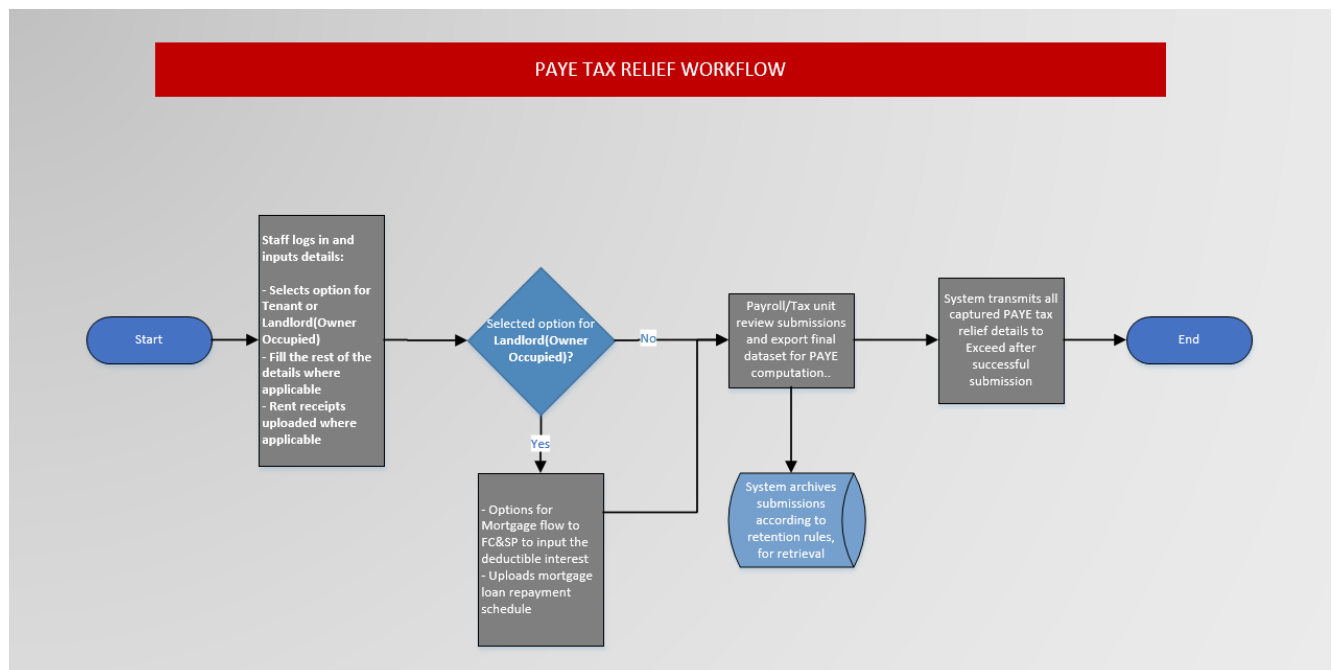 PAYE TAX RELIEF WORKFLOW
Start
Staff logs in and
inputs details:
- Selects option for
Tenant or
Landlord(Owner
Occupied)
- Fill the rest of the
details where
applicable
- Rent receipts
uploaded where
applicable
Selected option for
Landlord(Owner
Occupied)?
No
Yes
- Options for
Mortgage flow to
FC&SP to input the
deductible interest
- Uploads mortgage
loan repayment
schedule
Payroll/Tax unit
review submissions
and export final
dataset for PAYE
computation..
System archives
submissions
according to
retention rules,
for retrieval
System transmits all
captured PAYE tax
relief details to
Exceed after
successful
submission
End